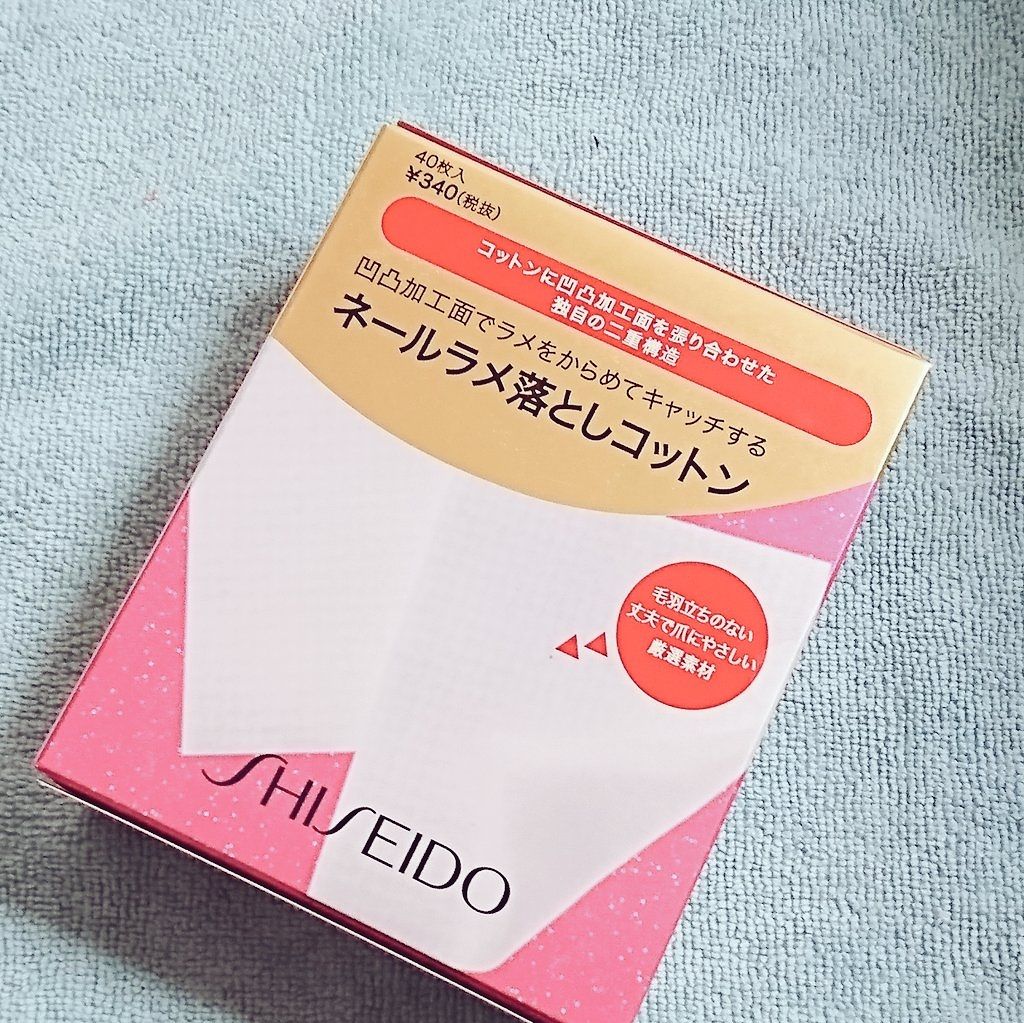 40枚入
¥340(税抜)
コットンに凹凸加工面を張り合わせた
独自の二重構造
凹凸加工面でラメをからめてキャッチする
ネールラメ落としコットン
毛羽立ちのない
丈夫で爪にやさしい
厳選素材
SHISEIDO